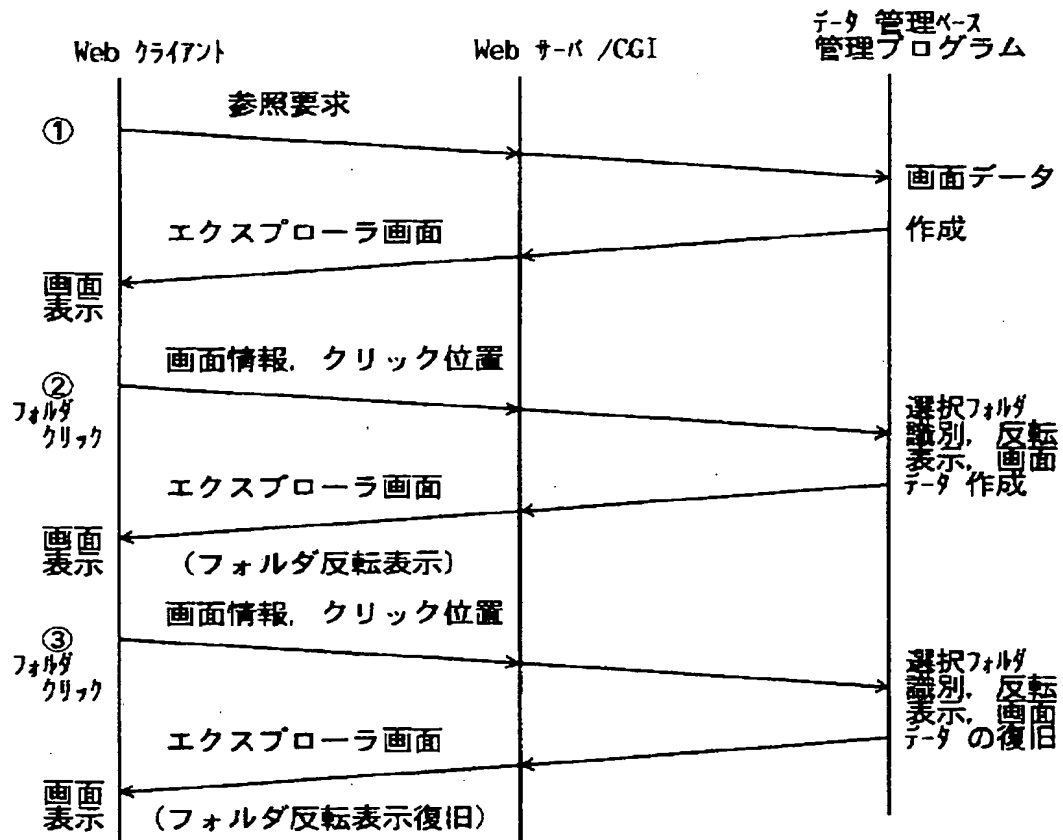 Web クライアント
Web サーバ /CGI
データ 管理ベース
管理プログラム
参照要求
①
画面データ
作成
エクスプローラ画面
画面
表示
画面情報, クリック位置
②
フォルダ
クリック
選択フォルダ
識別, 反転
表示, 画面
データ 作成
エクスプローラ画面
画面
表示
(フォルダ反転表示)
画面情報, クリック位置
③
フォルダ
クリック
選択フォルダ
識別, 反転
表示, 画面
データ の復旧
エクスプローラ画面
画面
表示
(フォルダ反転表示復旧)